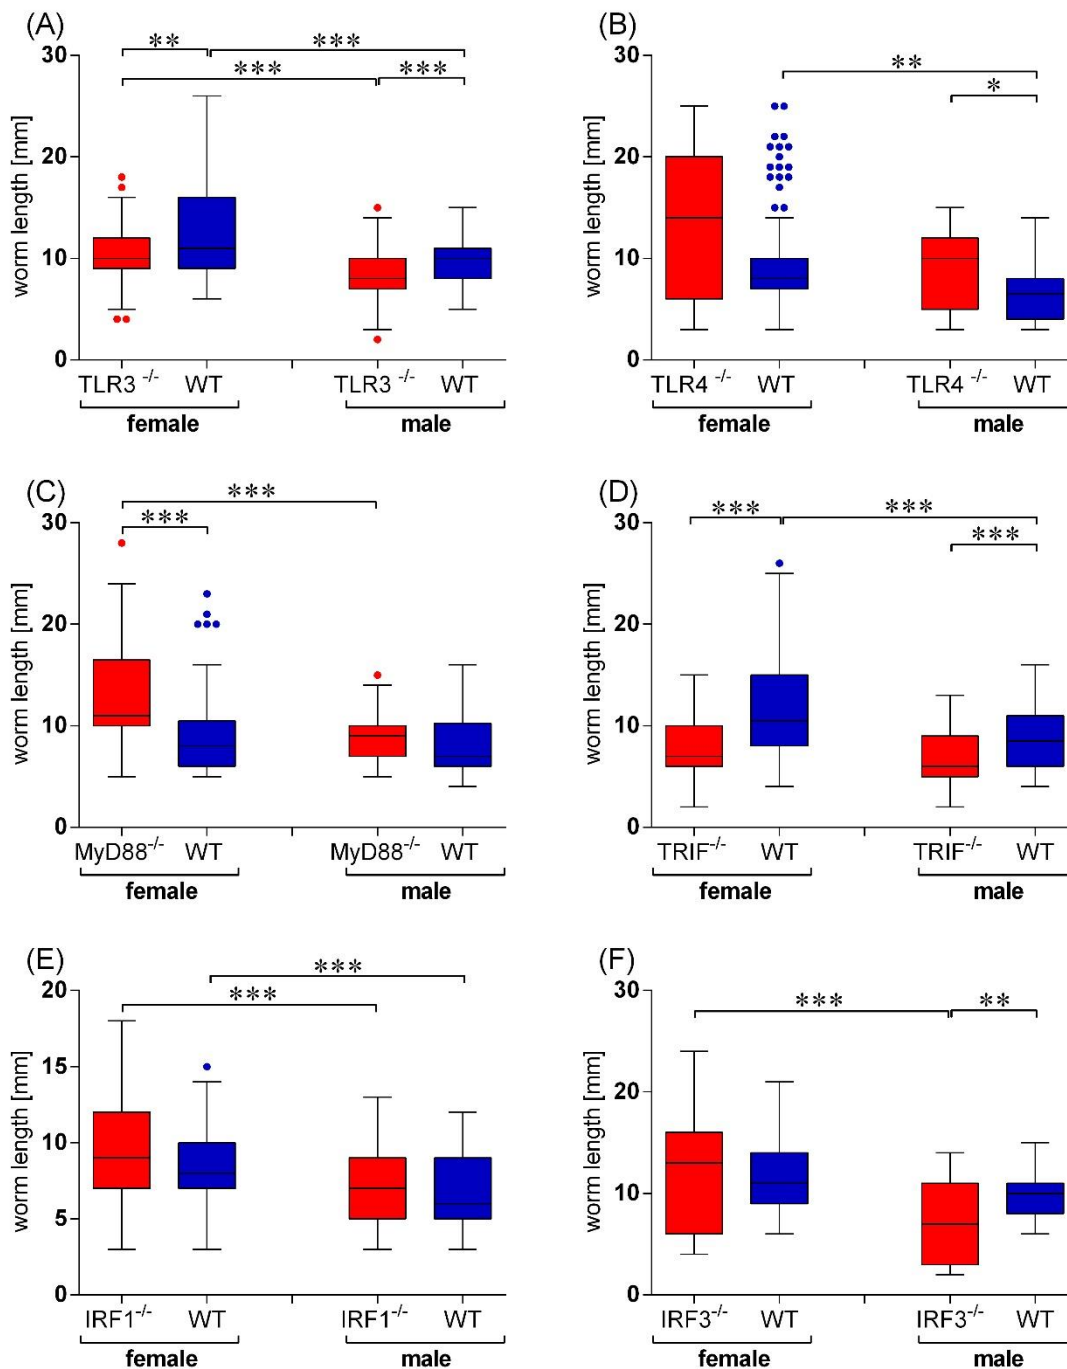 (A)
** ***
*** ***
30
20
10
0
worm length [mm]
TLR3 -/- WT TLR3 -/- WT
female male
(B)
**
*
30
20
10
0
worm length [mm]
TLR4 -/- WT TLR4 -/- WT
female male
(C)
***
***
30
20
10
0
worm length [mm]
MyD88-/- WT MyD88-/- WT
female male
(D)
*** ***
***
30
20
10
0
worm length [mm]
TRIF-/- WT TRIF-/- WT
female male
(E)
***
***
20
15
10
5
0
worm length [mm]
IRF1-/- WT IRF1-/- WT
female male
(F)
*** **
30
20
10
0
worm length [mm]
IRF3-/- WT IRF3-/- WT
female male